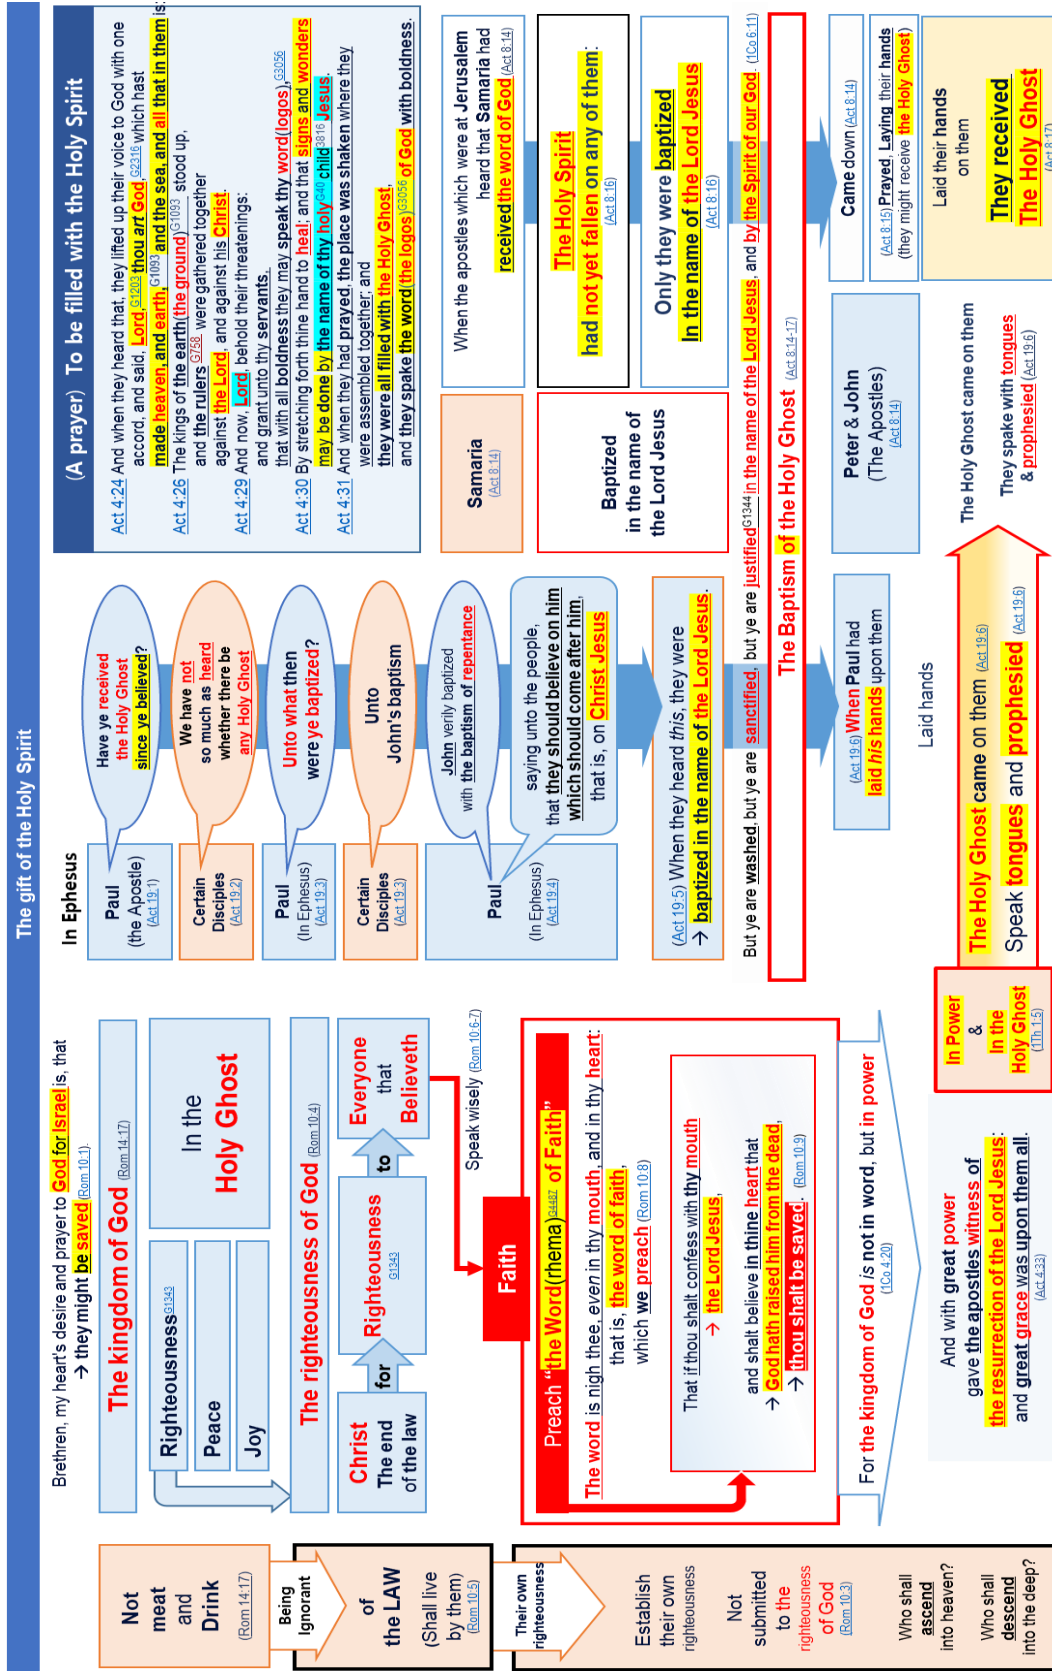 The gift of the Holy Spirit
Not
meat
and
Drink
(Rom 14:17)
Being
Ignorant
of
the LAW
(Shall live
by them)
(Rom 10:5)
Their own
righteousness
Establish
their own
righteousness
Not
submitted
to the
righteousness
of God
(Rom 10:3)
Who shall
ascend
into heaven?
Who shall
descend
into the deep?
Brethren, my heart's desire and prayer to God for Israel is, that
→ they might be saved (Rom 10:1).
The kingdom of God (Rom 14:17)
Righteousness G1343
Peace
Joy
In the
Holy Ghost
The righteousness of God (Rom 10:4)
Christ
The end
of the law
for
Righteousness
G1343
to
Everyone
that
Believeth
Speak wisely (Rom 10:6-7)
Faith
Preach “the Word(rhema)G4487 of Faith”
The word is nigh thee, even in thy mouth, and in thy heart:
that is, the word of faith,
which we preach (Rom 10:8)
That if thou shalt confess with thy mouth
→ the Lord Jesus,
and shalt believe in thine heart that
→ God hath raised him from the dead,
→ thou shalt be saved. (Rom 10:9)
For the kingdom of God is not in word, but in power
(1Co 4:20)
And with great power
gave the apostles witness of
the resurrection of the Lord Jesus:
and great grace was upon them all.
(Act 4:33)
In Power
&
In the
Holy Ghost
(1Th 1:5)
In Ephesus
Paul
(the Apostle)
(Act 19:1)
Have ye received
the Holy Ghost
since ye believed?
Certain
Disciples
(Act 19:2)
We have not
so much as heard
whether there be
any Holy Ghost
Paul
(In Ephesus)
(Act 19:3)
Unto what then
were ye baptized?
Certain
Disciples
(Act 19:3)
Unto
John's baptism
Paul
(In Ephesus)
(Act 19:4)
John verily baptized
with the baptism of repentance
saying unto the people,
that they should believe on him
which should come after him,
that is, on Christ Jesus
(Act 19:5) When they heard this, they were
→ baptized in the name of the Lord Jesus.
But ye are washed, but ye are sanctified, but ye are justifiedG1344 in the name of the Lord Jesus, and by the Spirit of our God. (1Co 6:11)
The Baptism of the Holy Ghost (Act 8:14-17)
(Act 19:6) When Paul had
laid his hands upon them
Laid hands
The Holy Ghost came on them (Act 19:6)
Speak tongues and prophesied (Act 19:6)
(A prayer) To be filled with the Holy Spirit
Act 4:24 And when they heard that, they lifted up their voice to God with one
accord, and said, Lord,G1203 thou art God,G2316 which hast
made heaven, and earth,G1093 and the sea, and all that in them is:
Act 4:26 The kings of the earth(the ground)G1093 stood up,
and the rulers G758 were gathered together
against the Lord, and against his Christ.
Act 4:29 And now, Lord, behold their threatenings:
and grant unto thy servants,
that with all boldness they may speak thy word(logos),G3056
Act 4:30 By stretching forth thine hand to heal; and that signs and wonders
may be done by the name of thy holyG40 child3816 Jesus.
Act 4:31 And when they had prayed, the place was shaken where they
were assembled together; and
they were all filled with the Holy Ghost,
and they spake the word(the logos)G3056 of God with boldness.
Samaria
(Act 8:14)
When the apostles which were at Jerusalem
heard that Samaria had
received the word of God (Act 8:14)
Baptized
in the name of
the Lord Jesus
The Holy Spirit
had not yet fallen on any of them:
(Act 8:16)
Only they were baptized
In the name of the Lord Jesus
(Act 8:16)
Peter & John
(The Apostles)
(Act 8:14)
Came down (Act 8:14)
(Act 8:15) Prayed, Laying their hands
(they might receive the Holy Ghost)
The Holy Ghost came on them
They spake with tongues
& prophesied (Act 19:6)
Laid their hands
on them
They received
The Holy Ghost
(Act 8:17)